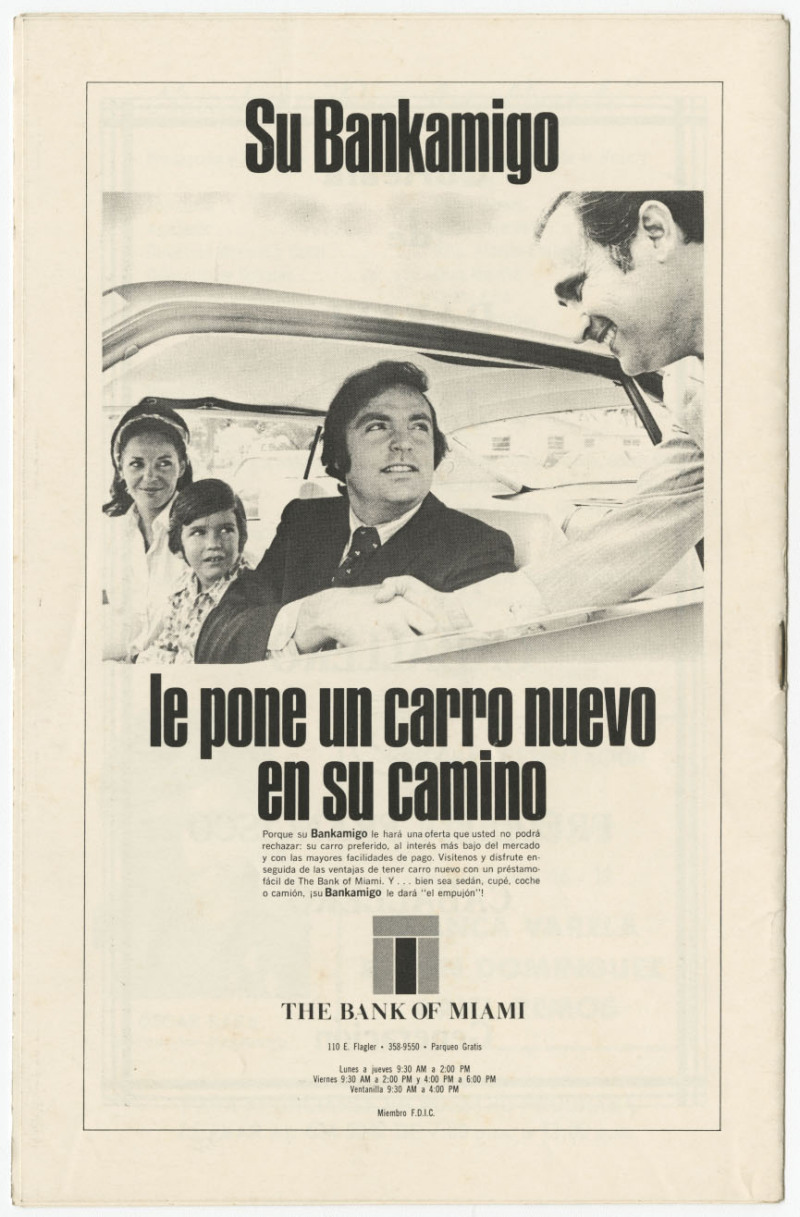 Su Bankamigo
le pone un carro nuevo
en su camino
Porque su Bankamigo le hará una oferta que usted no podrá
rechazar: su carro preferido, al interés más bajo del mercado
y con las mayores facilidades de pago. Visítenos y disfrute en-
seguida de las ventajas de tener carro nuevo con un préstamo-
fácil de The Bank of Miami. Y . . . bien sea sedán, cupé, coche
o camión, ¡su Bankamigo le dará "el empujón"!
THE BANK OF MIAMI
110 E. Flagler • 358-9550 • Parqueo Gratis
Lunes a jueves 9:30 AM a 2:00 PM
Viernes 9:30 AM a 2:00 PM y 4:00 PM a 6:00 PM
Ventanilla 9:30 AM a 4:00 PM
Miembro F.D.I.C.